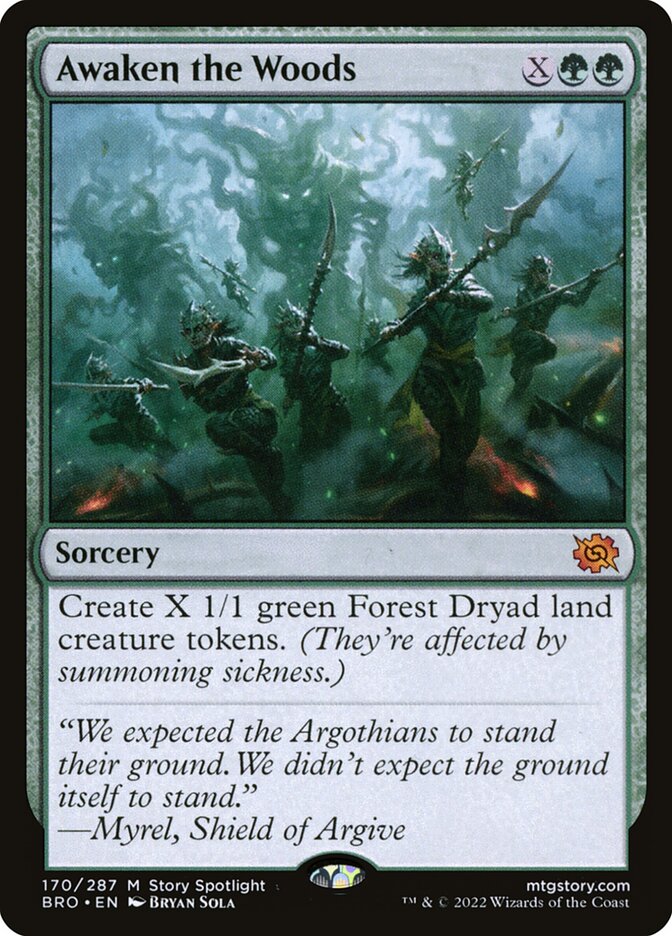 Awaken the Woods X
Sorcery
Create X 1/1 green Forest Dryad land
creature tokens. (They're affected by
summoning sickness.)
“We expected the Argothians to stand
their ground. We didn't expect the ground
itself to stand.”
—Myrel, Shield of Argive
170/287 M Story Spotlight
mtgstory.com
BRO • EN Bryan Sola
™ & © 2022 Wizards of the Coast